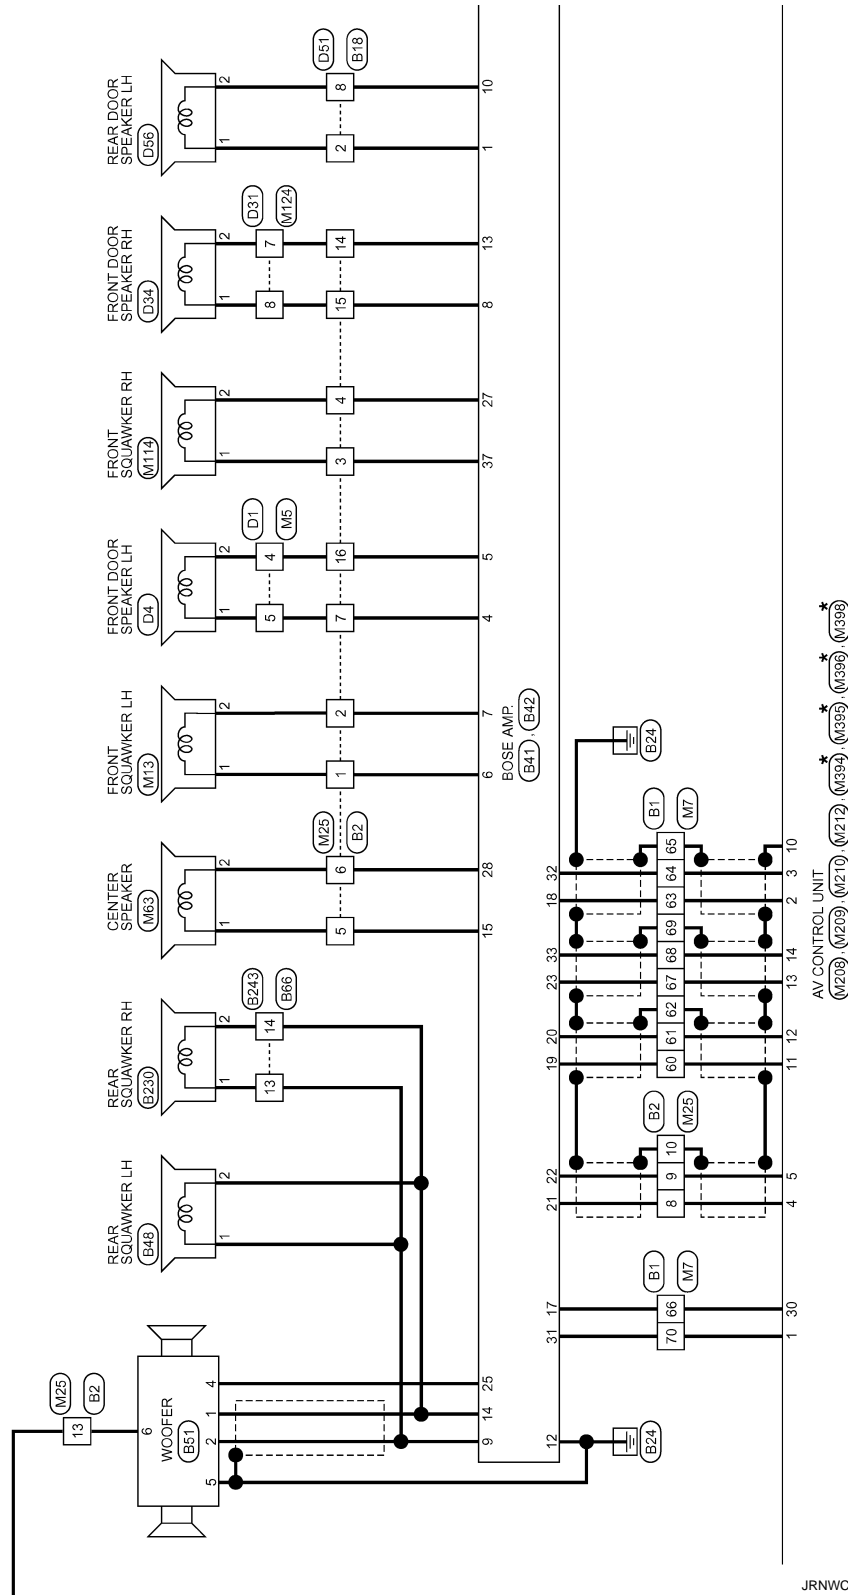 M25
B2
13
6
WOOFER
B51
5
2
1
4
REAR
SQUAWKER LH
B48
1
2
REAR
SQUAWKER RH
B230
1
2
B243
B66
13
14
CENTER
SPEAKER
M63
1
2
M25
B2
5
6
FRONT
SQUAWKER LH
M13
1
2
1
2
FRONT DOOR
SPEAKER LH
D4
1
2
D1
M5
5
4
7
16
FRONT
SQUAWKER RH
M114
1
2
3
4
FRONT DOOR
SPEAKER RH
D34
1
2
D31
M124
8
7
15
14
REAR DOOR
SPEAKER LH
D56
1
2
D51
B18
2
8
9
14
25
15
28
6
7
4
5
37
27
8
13
1
10
BOSE AMP.
B41 , B42
12
31
17
21
22
19
20
23
33
18
32
B24
B1
M7
70
66
B2
M25
8
9
10
B1
M7
60
61
62
67
68
69
63
64
65
B24
1
30
4
5
11
12
13
14
2
3
10
AV CONTROL UNIT
M208 , M209 , M210 , M212 , M394* , M395* , M396* , M398*
JRNWC